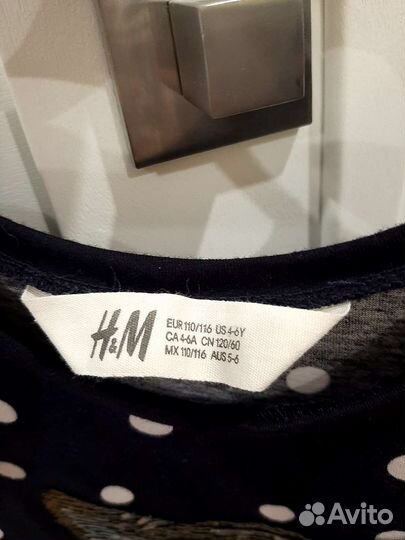 H&M
EUR 110/116 US 4-6Y
CA 4-6A CN 120/60
MX 110/116 AUS 5-6
Avito